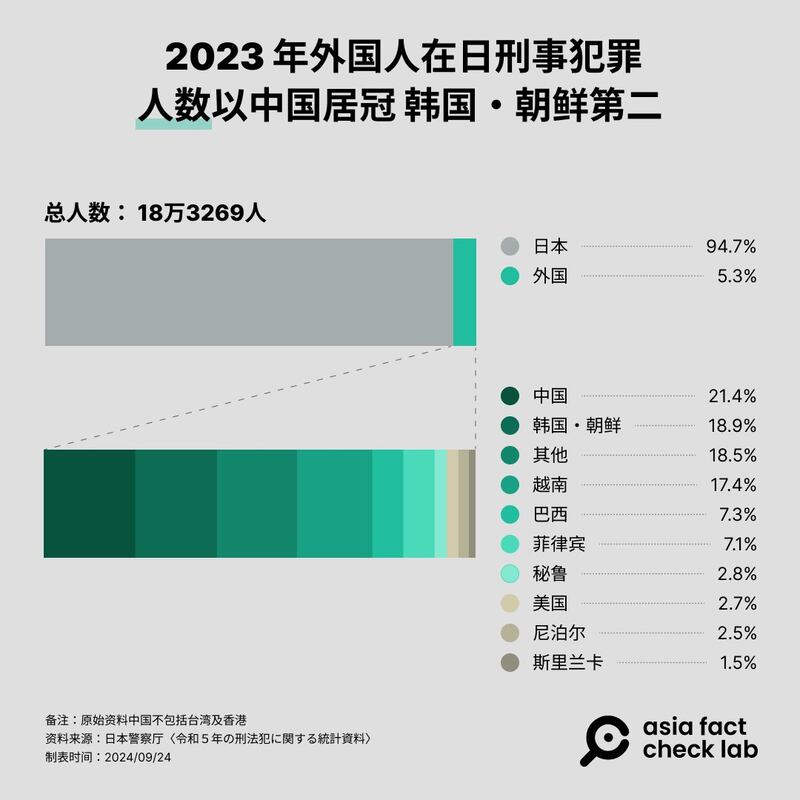 2023 年外国人在日刑事犯罪
人数以中国居冠 韩国・朝鲜第二
总人数： 18万3269人
日本 94.7%
外国 5.3%
中国 21.4%
韩国・朝鲜 18.9%
其他 18.5%
越南 17.4%
巴西 7.3%
菲律宾 7.1%
秘鲁 2.8%
美国 2.7%
尼泊尔 2.5%
斯里兰卡 1.5%
备注：原始资料中国不包括台湾及香港
资料来源：日本警察厅〈令和５年の刑法犯に関する統計資料〉
制表时间：2024/09/24
asia fact
check lab